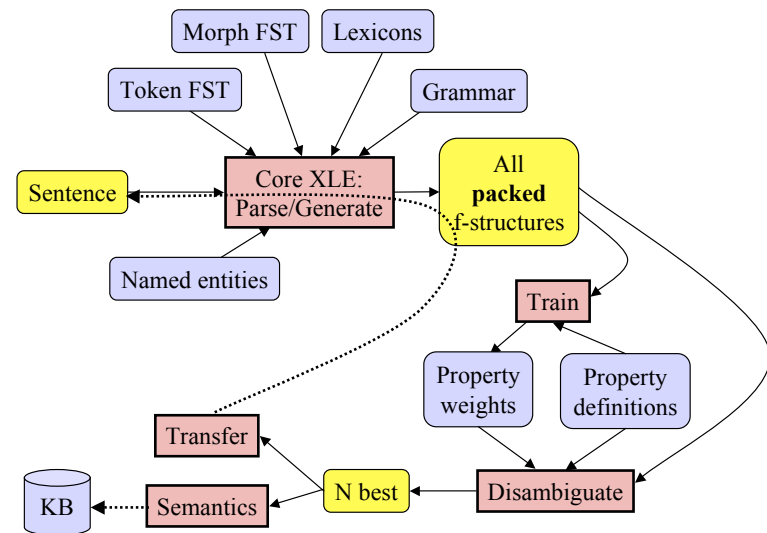 Morph FST
Lexicons
Token FST
Grammar
Sentence
Core XLE:
Parse/Generate
All
packed
f-structures
Named entities
Train
Property
weights
Property
definitions
Transfer
KB
Semantics
N best
Disambiguate